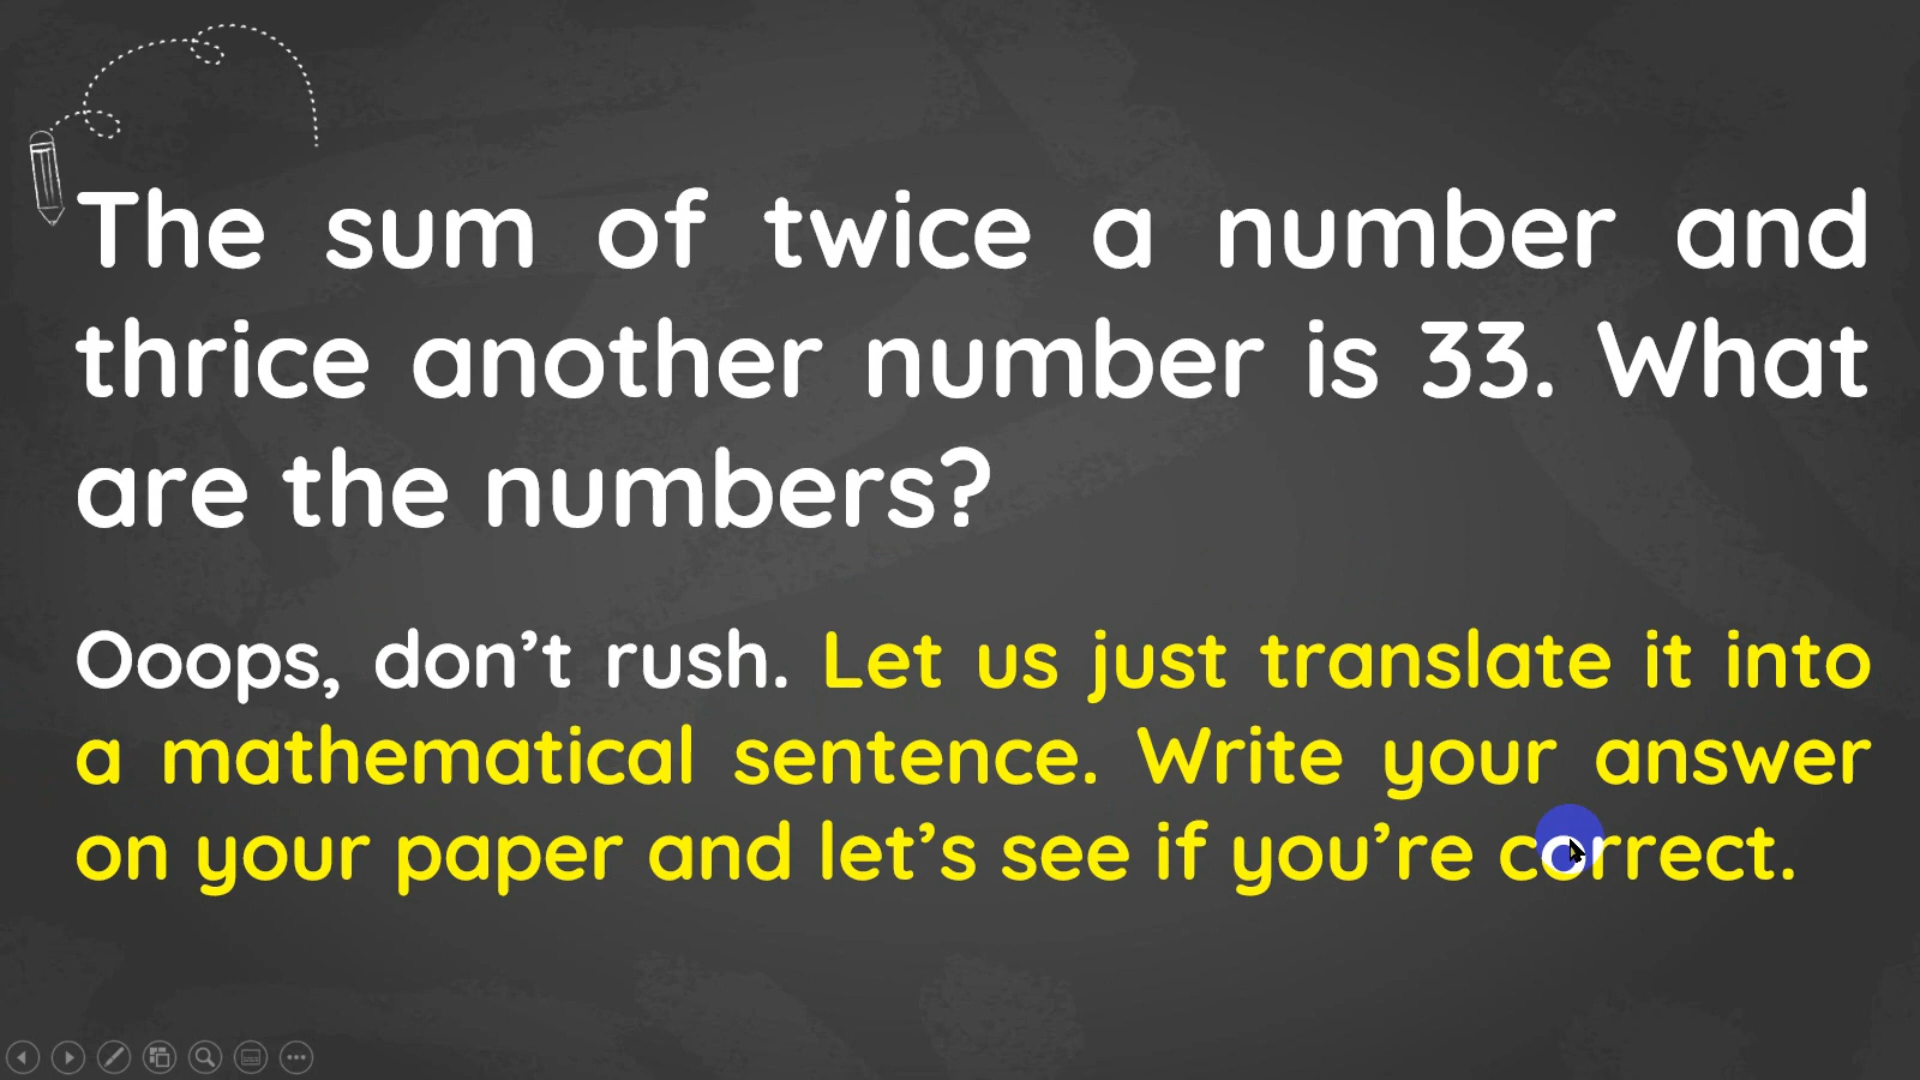 The sum of twice a number and
thrice another number is 33. What
are the numbers?
Ooops, don’t rush. Let us just translate it into
a mathematical sentence. Write your answer
on your paper and let’s see if you’re correct.